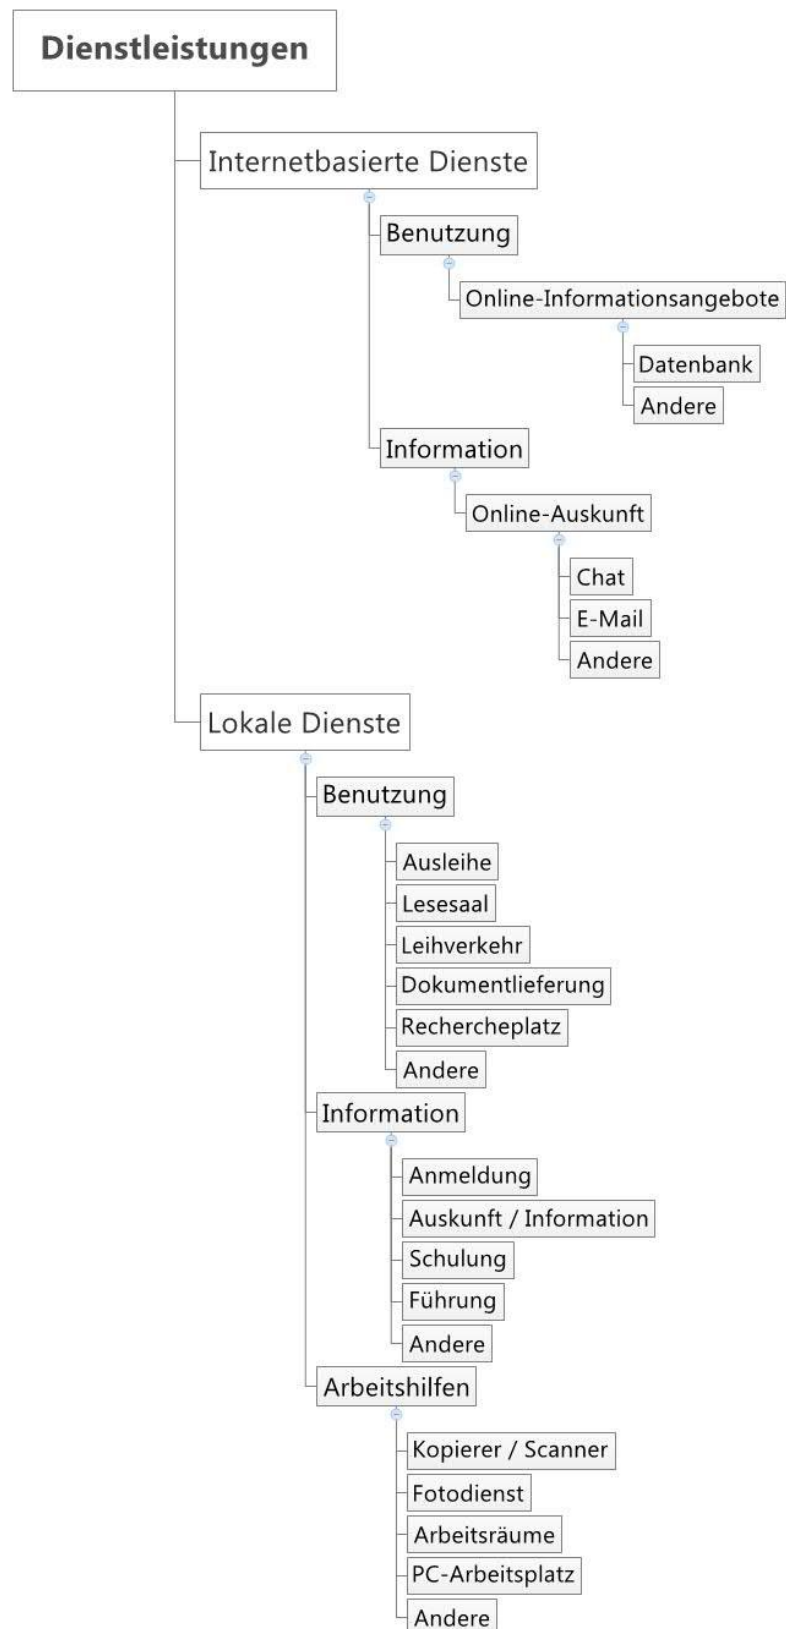 Dienstleistungen
Internetbasierte Dienste
Benutzung
Online-Informationsangebote
Datenbank
Andere
Information
Online-Auskunft
Chat
E-Mail
Andere
Lokale Dienste
Benutzung
Ausleihe
Lesesaal
Leihverkehr
Dokumentlieferung
Rechercheplatz
Andere
Information
Anmeldung
Auskunft / Information
Schulung
Führung
Andere
Arbeitshilfen
Kopierer / Scanner
Fotodienst
Arbeitsräume
PC-Arbeitsplatz
Andere